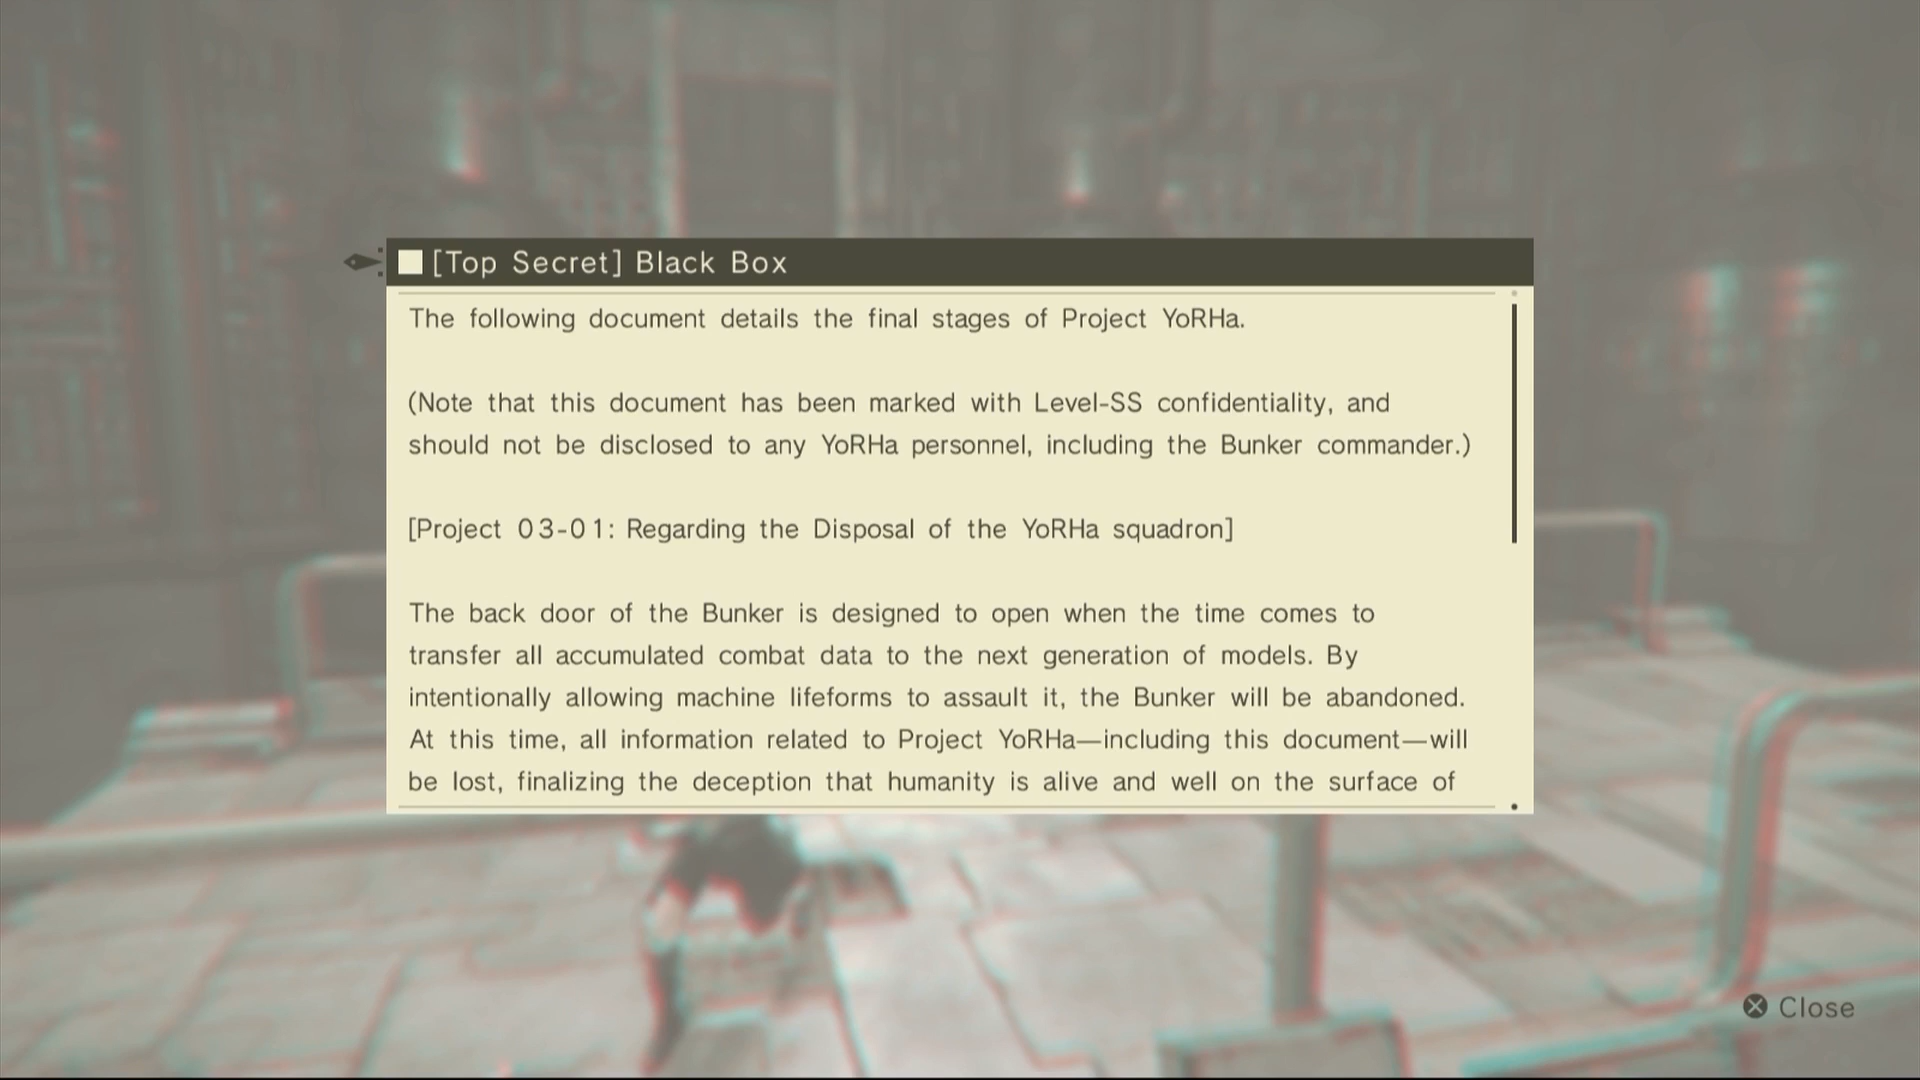 [Top Secret] Black Box
The following document details the final stages of Project YoRHa.
(Note that this document has been marked with Level-SS confidentiality, and
should not be disclosed to any YoRHa personnel, including the Bunker commander.)
[Project 03-01: Regarding the Disposal of the YoRHa squadron]
The back door of the Bunker is designed to open when the time comes to
transfer all accumulated combat data to the next generation of models. By
intentionally allowing machine lifeforms to assault it, the Bunker will be abandoned.
At this time, all information related to Project YoRHa—including this document—will
be lost, finalizing the deception that humanity is alive and well on the surface of
Close